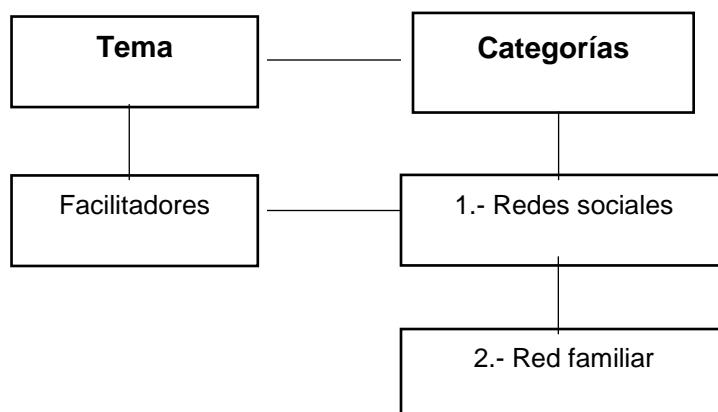 Tema
Categorías
Facilitadores
1.- Redes sociales
2.- Red familiar